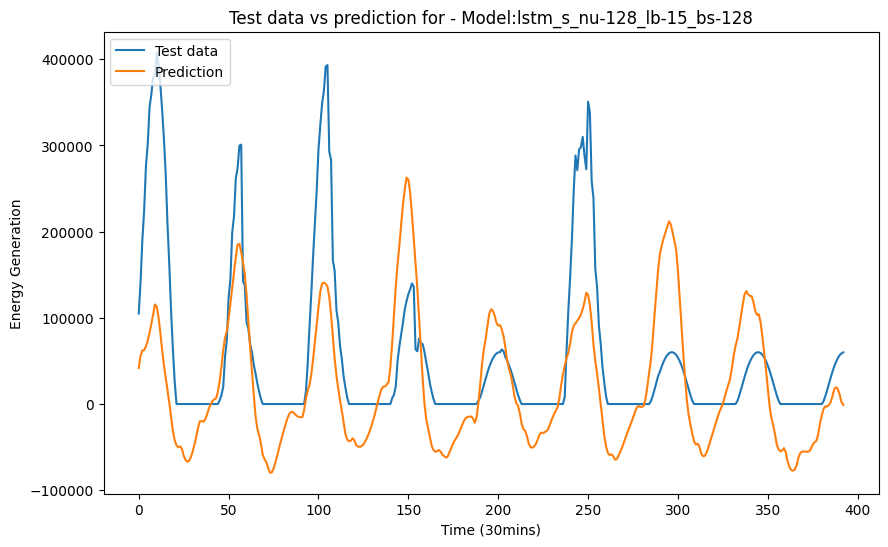 Test data vs prediction for - Model:lstm_s_nu-128_lb-15_bs-128
Test data
Prediction
400000
300000
200000
100000
0
−100000
Energy Generation
0 50 100 150 200 250 300 350 400
Time (30mins)